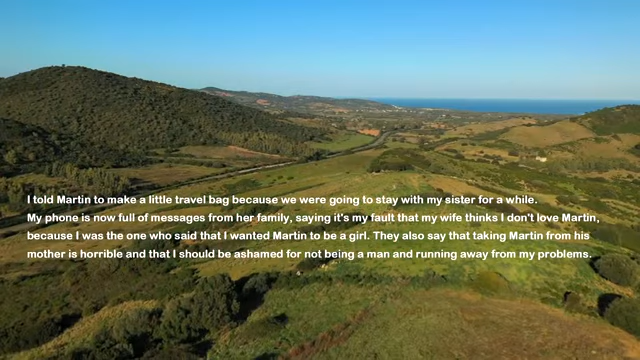 I told Martin to make a little travel bag because we were going to stay with my sister for a while.
My phone is now full of messages from her family, saying it's my fault that my wife thinks I don't love Martin,
because I was the one who said that I wanted Martin to be a girl. They also say that taking Martin from his
mother is horrible and that I should be ashamed for not being a man and running away from my problems.